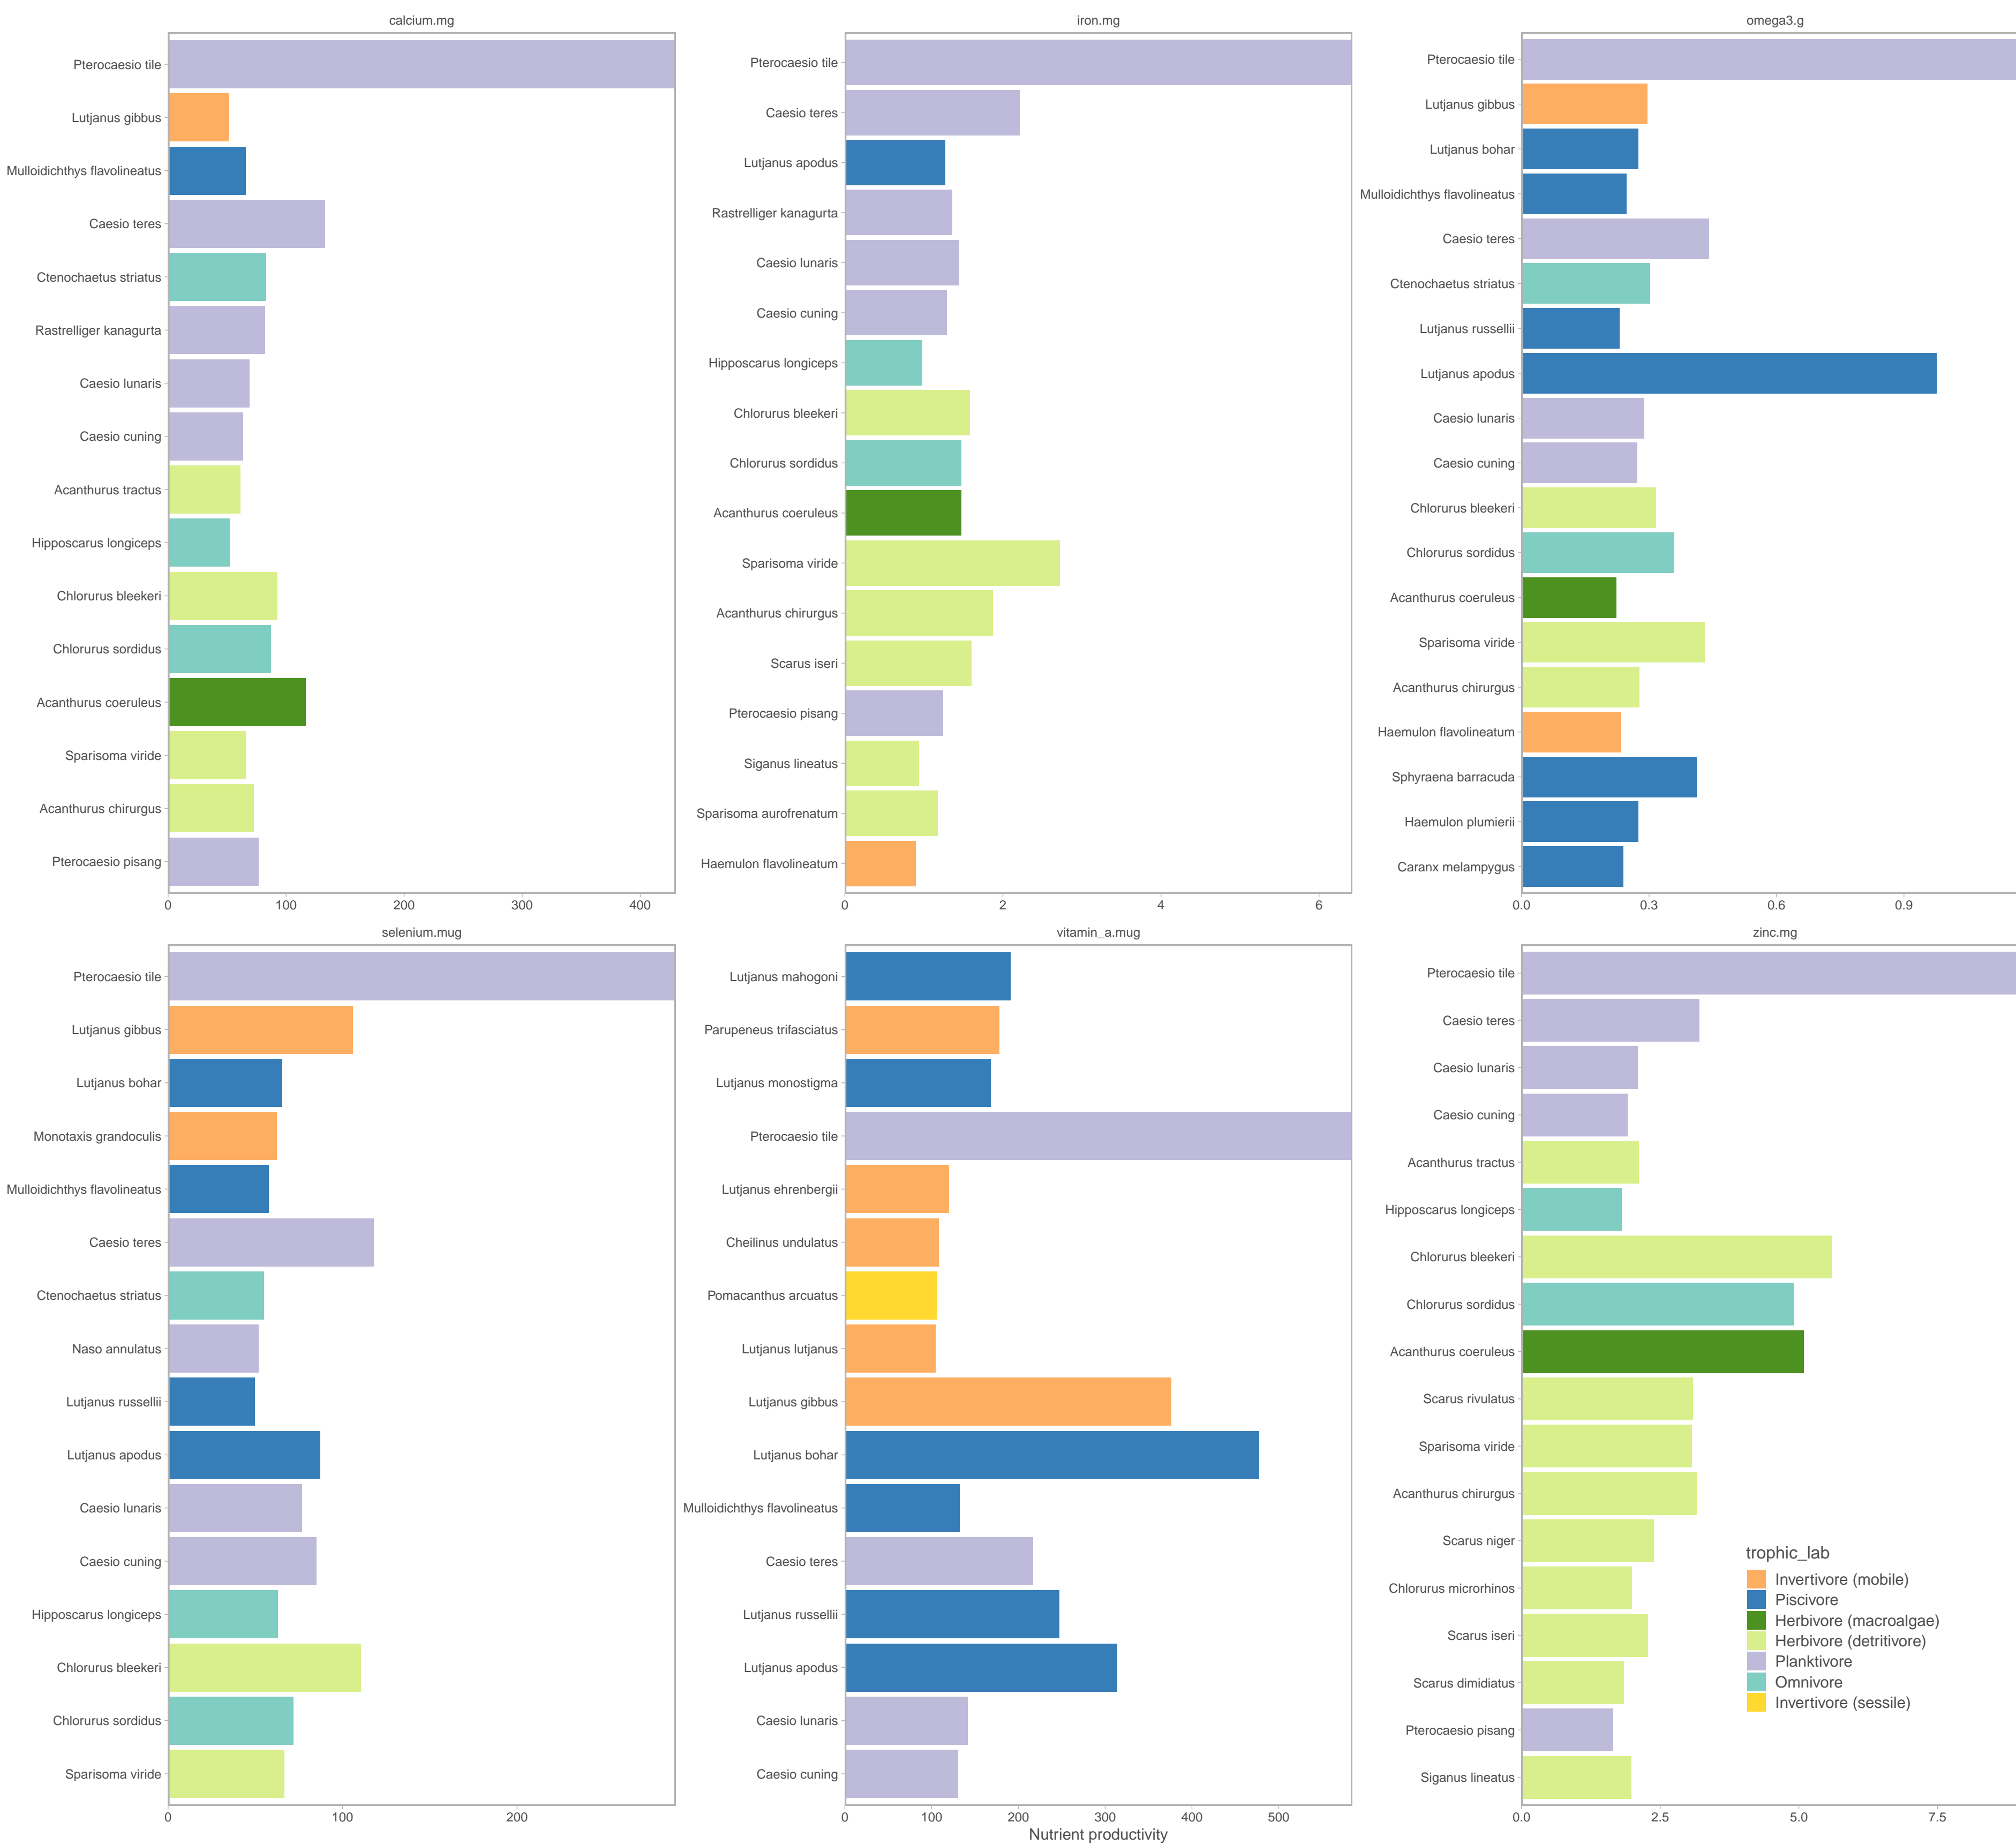 calcium.mg
Pterocaesio tile
Lutjanus gibbus
Mulloidichthys flavolineatus
Caesio teres
Ctenochaetus striatus
Rastrelliger kanagurta
Caesio lunaris
Caesio cuning
Acanthurus tractus
Hipposcarus longiceps
Chlorurus bleekeri
Chlorurus sordidus
Acanthurus coeruleus
Sparisoma viride
Acanthurus chirurgus
Pterocaesio pisang
0 100 200 300 400
iron.mg
Pterocaesio tile
Caesio teres
Lutjanus apodus
Rastrelliger kanagurta
Caesio lunaris
Caesio cuning
Hipposcarus longiceps
Chlorurus bleekeri
Chlorurus sordidus
Acanthurus coeruleus
Sparisoma viride
Acanthurus chirurgus
Scarus iseri
Pterocaesio pisang
Siganus lineatus
Sparisoma aurofrenatum
Haemulon flavolineatum
0 2 4 6
omega3.g
Pterocaesio tile
Lutjanus gibbus
Lutjanus bohar
Mulloidichthys flavolineatus
Caesio teres
Ctenochaetus striatus
Lutjanus russellii
Lutjanus apodus
Caesio lunaris
Caesio cuning
Chlorurus bleekeri
Chlorurus sordidus
Acanthurus coeruleus
Sparisoma viride
Acanthurus chirurgus
Haemulon flavolineatum
Sphyraena barracuda
Haemulon plumierii
Caranx melampygus
0.0 0.3 0.6 0.9
selenium.mug
Pterocaesio tile
Lutjanus gibbus
Lutjanus bohar
Monotaxis grandoculis
Mulloidichthys flavolineatus
Caesio teres
Ctenochaetus striatus
Naso annulatus
Lutjanus russellii
Lutjanus apodus
Caesio lunaris
Caesio cuning
Hipposcarus longiceps
Chlorurus bleekeri
Chlorurus sordidus
Sparisoma viride
0 100 200
vitamin_a.mug
Lutjanus mahogoni
Parupeneus trifasciatus
Lutjanus monostigma
Pterocaesio tile
Lutjanus ehrenbergii
Cheilinus undulatus
Pomacanthus arcuatus
Lutjanus lutjanus
Lutjanus gibbus
Lutjanus bohar
Mulloidichthys flavolineatus
Caesio teres
Lutjanus russellii
Lutjanus apodus
Caesio lunaris
Caesio cuning
0 100 200 300 400 500
Nutrient productivity
zinc.mg
Pterocaesio tile
Caesio teres
Caesio lunaris
Caesio cuning
Acanthurus tractus
Hipposcarus longiceps
Chlorurus bleekeri
Chlorurus sordidus
Acanthurus coeruleus
Scarus rivulatus
Sparisoma viride
Acanthurus chirurgus
Scarus niger
Chlorurus microrhinos
Scarus iseri
Scarus dimidiatus
Pterocaesio pisang
Siganus lineatus
0.0 2.5 5.0 7.5
trophic_lab
Invertivore (mobile)
Piscivore
Herbivore (macroalgae)
Herbivore (detritivore)
Planktivore
Omnivore
Invertivore (sessile)